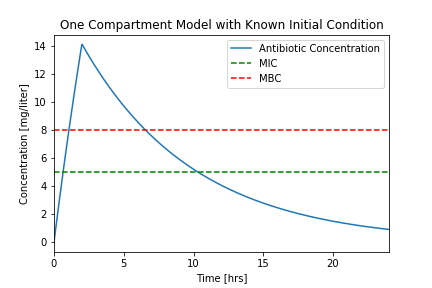 One Compartment Model with Known Initial Condition
Antibiotic Concentration
MIC
MBC
Concentration [mg/liter]
14
12
10
8
6
4
2
0
0 5 10 15 20
Time [hrs]